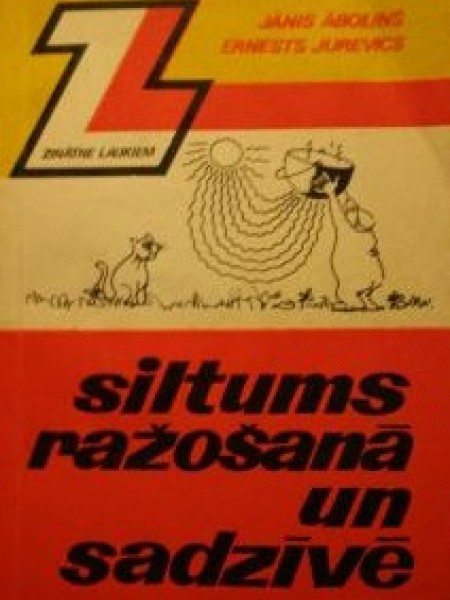 JĀNIS ĀBOLIŅŠ
ERNESTS JUREVICS
ZINĀTNE LAUKIEM
siltums
ražošanā
un
sadzīvē